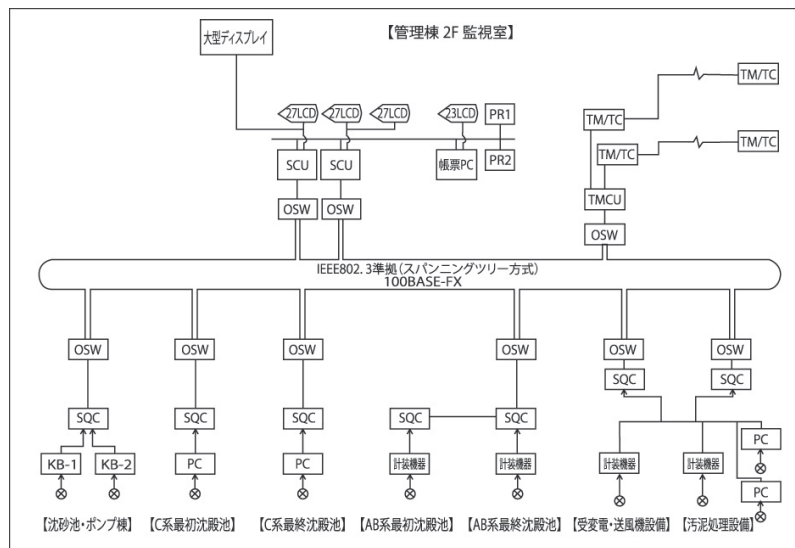 大型ディスプレイ
【管理棟 2F 監視室】
27LCD
27LCD
27LCD
23LCD
PR1
PR2
TM/TC
TM/TC
TM/TC
TM/TC
SCU
SCU
帳票PC
TMCU
OSW
OSW
OSW
IEEE802.3準拠(スパンニングツリー方式)
100BASE-FX
OSW
OSW
OSW
OSW
OSW
OSW
SQC
SQC
SQC
SQC
SQC
SQC
SQC
KB-1
KB-2
PC
PC
計装機器
計装機器
計装機器
計装機器
PC
PC
【沈砂池・ポンプ棟】
【C系最初沈殿池】
【C系最終沈殿池】
【AB系最初沈殿池】
【AB系最終沈殿池】
【受変電・送風機設備】
【汚泥処理設備】